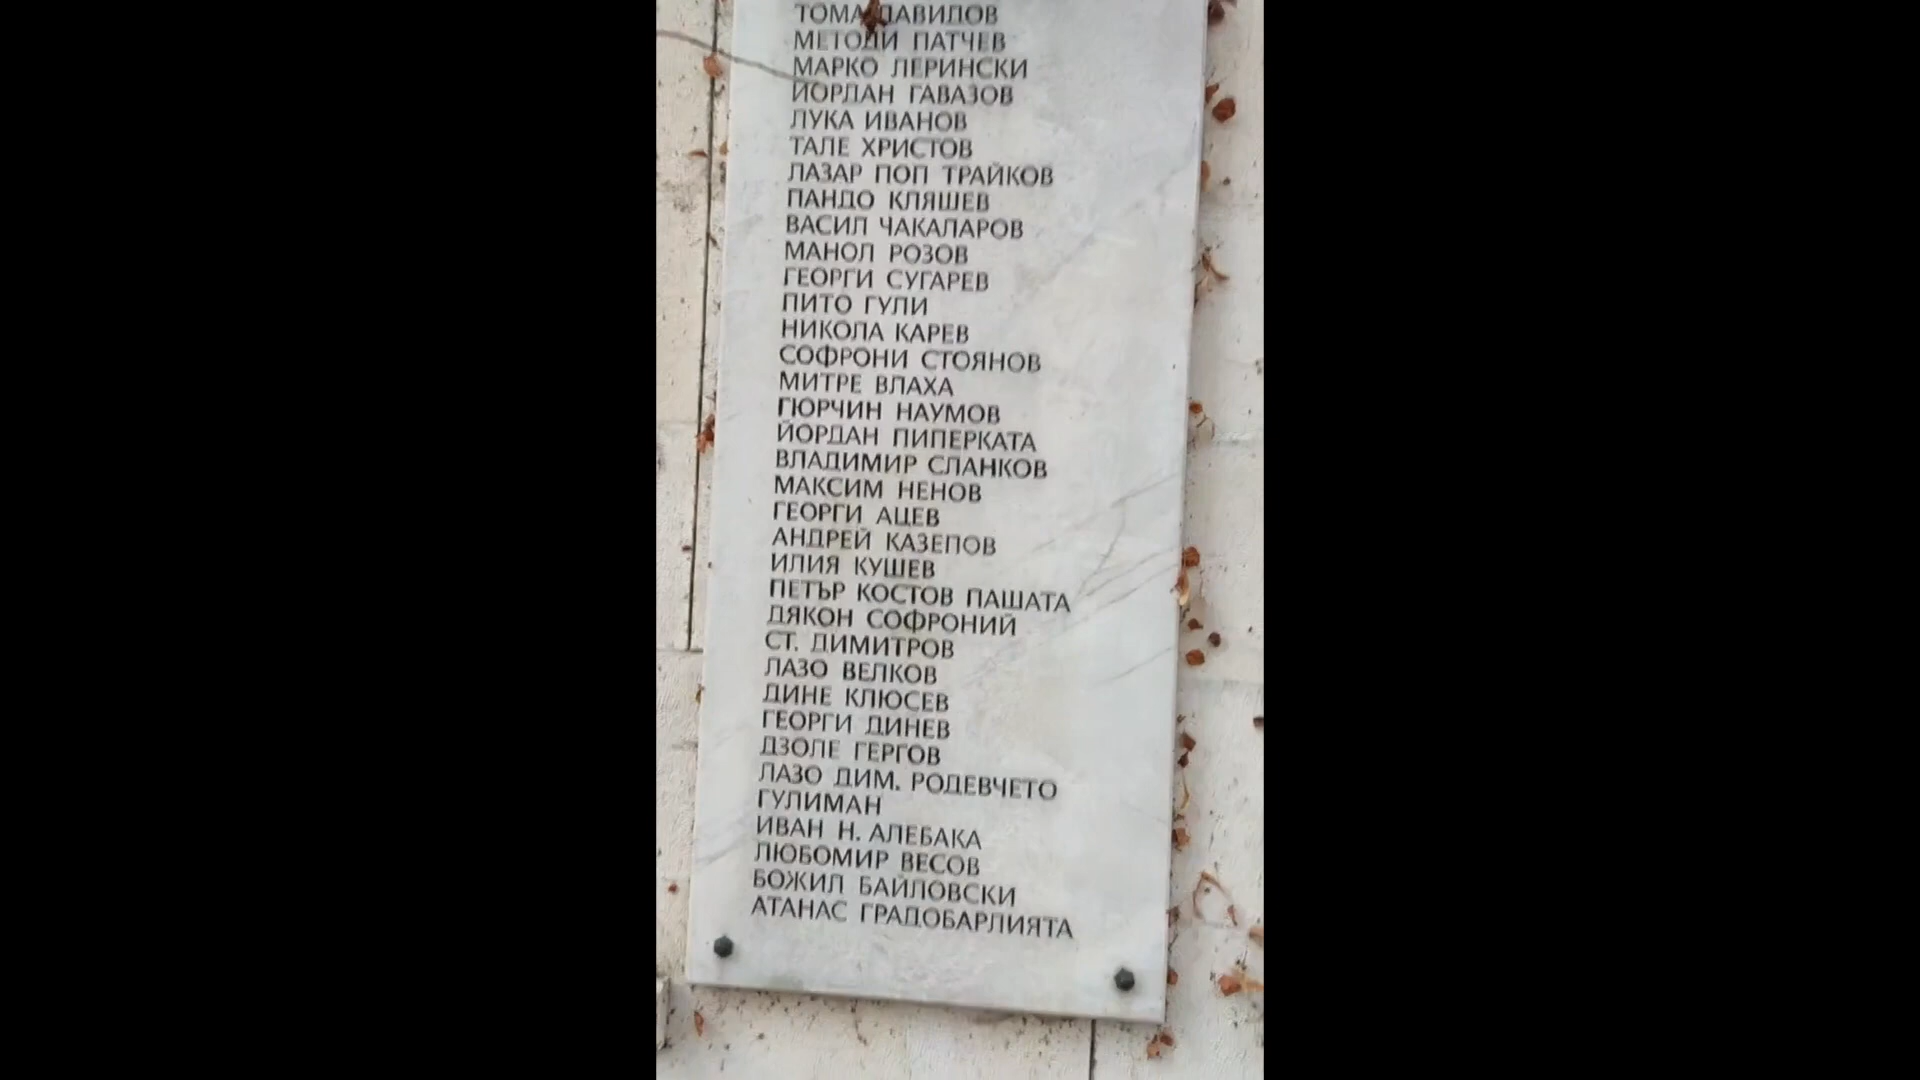 ТОМА ДАВИДОВ
МЕТОДИ ПАТЧЕВ
МАРКО ЛЕРИНСКИ
ЙОРДАН ГАВАЗОВ
ЛУКА ИВАНОВ
ТАЛЕ ХРИСТОВ
ЛАЗАР ПОП ТРАЙКОВ
ПАНДО КЛЯШЕВ
ВАСИЛ ЧАКАЛАРОВ
МАНОЛ РОЗОВ
ГЕОРГИ СУГАРЕВ
ПИТО ГУЛИ
НИКОЛА КАРЕВ
СОФРОНИ СТОЯНОВ
МИТРЕ ВЛАХА
ГЮРЧИН НАУМОВ
ЙОРДАН ПИПЕРКАТА
ВЛАДИМИР СЛАНКОВ
МАКСИМ НЕНОВ
ГЕОРГИ АЦЕВ
АНДРЕЙ КАЗЕПОВ
ИЛИЯ КУШЕВ
ПЕТЪР КОСТОВ ПАШАТА
ДЯКОН СОФРОНИЙ
СТ. ДИМИТРОВ
ЛАЗО ВЕЛКОВ
ДИНЕ КЛЮСЕВ
ГЕОРГИ ДИНЕВ
ДЗОЛЕ ГЕРГОВ
ЛАЗО ДИМ. РОДЕВЧЕТО
ГУЛИМАН
ИВАН Н. АЛЕБАКА
ЛЮБОМИР ВЕСОВ
БОЖИЛ БАЙЛОВСКИ
АТАНАС ГРАДОБАРЛИЯТА